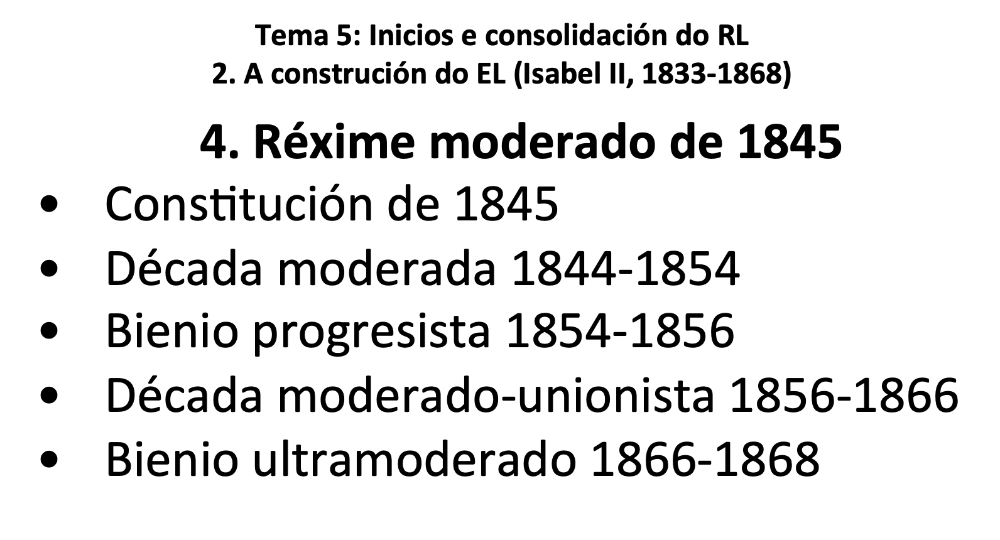 Tema 5: Inicios e consolidación do RL
2. A construción do EL (Isabel II, 1833-1868)
4. Réxime moderado de 1845
• Constitución de 1845
• Década moderada 1844-1854
• Bienio progresista 1854-1856
• Década moderado-unionista 1856-1866
• Bienio ultramoderado 1866-1868